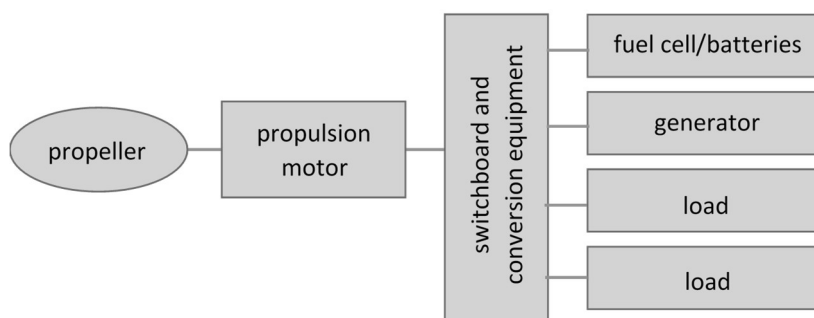 propeller
propulsion
motor
switchboard and
conversion equipment
fuel cell/batteries
generator
load
load